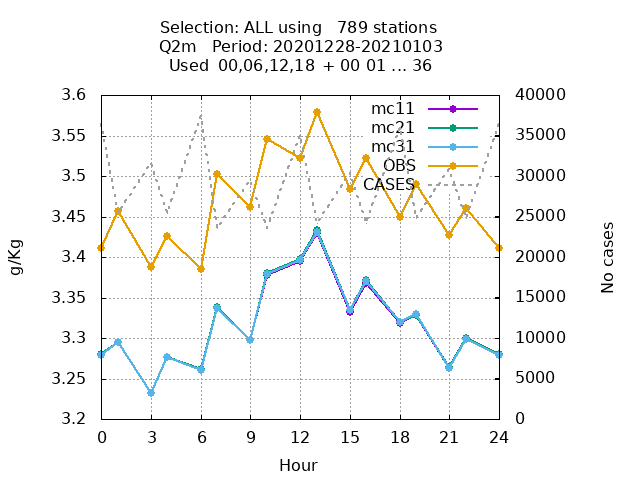 Selection: ALL using   789 stations
Q2m   Period: 20201228-20210103
Used  00,06,12,18  + 00 01 ... 36
3.6
3.55
3.5
3.45
3.4
3.35
3.3
3.25
3.2
40000
35000
30000
25000
20000
15000
10000
5000
0
mc11
mc21
mc31
OBS
CASES
g/Kg
No cases
0 3 6 9 12 15 18 21 24
Hour